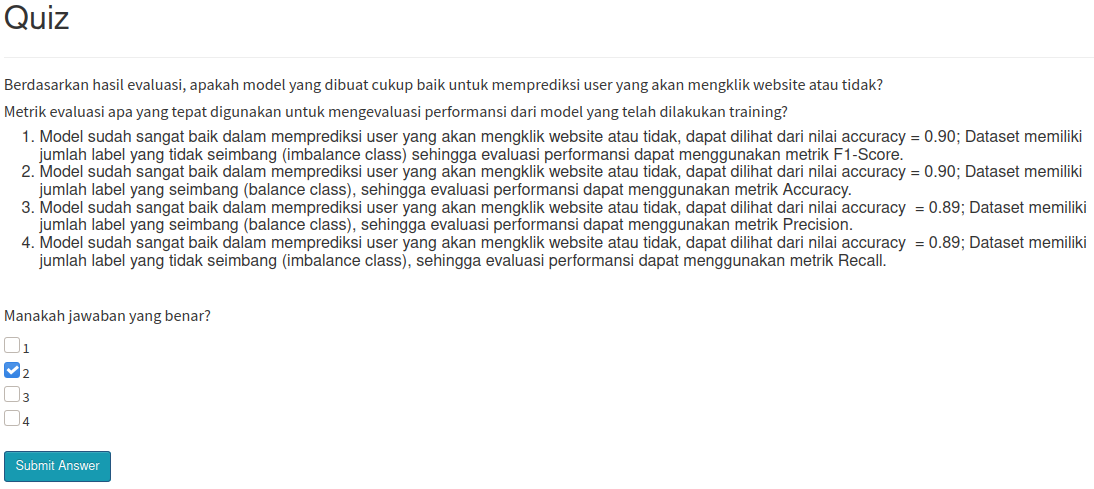 Quiz
Berdasarkan hasil evaluasi, apakah model yang dibuat cukup baik untuk memprediksi user yang akan mengklik website atau tidak?
Metrik evaluasi apa yang tepat digunakan untuk mengevaluasi performansi dari model yang telah dilakukan training?
1. Model sudah sangat baik dalam memprediksi user yang akan mengklik website atau tidak, dapat dilihat dari nilai accuracy = 0.90; Dataset memiliki
jumlah label yang tidak seimbang (imbalance class) sehingga evaluasi performansi dapat menggunakan metrik F1-Score.
2. Model sudah sangat baik dalam memprediksi user yang akan mengklik website atau tidak, dapat dilihat dari nilai accuracy = 0.90; Dataset memiliki
jumlah label yang seimbang (balance class), sehingga evaluasi performansi dapat menggunakan metrik Accuracy.
3. Model sudah sangat baik dalam memprediksi user yang akan mengklik website atau tidak, dapat dilihat dari nilai accuracy  = 0.89; Dataset memiliki
jumlah label yang seimbang (balance class), sehingga evaluasi performansi dapat menggunakan metrik Precision.
4. Model sudah sangat baik dalam memprediksi user yang akan mengklik website atau tidak, dapat dilihat dari nilai accuracy  = 0.89; Dataset memiliki
jumlah label yang tidak seimbang (imbalance class), sehingga evaluasi performansi dapat menggunakan metrik Recall.
Manakah jawaban yang benar?
1
2
3
4
Submit Answer